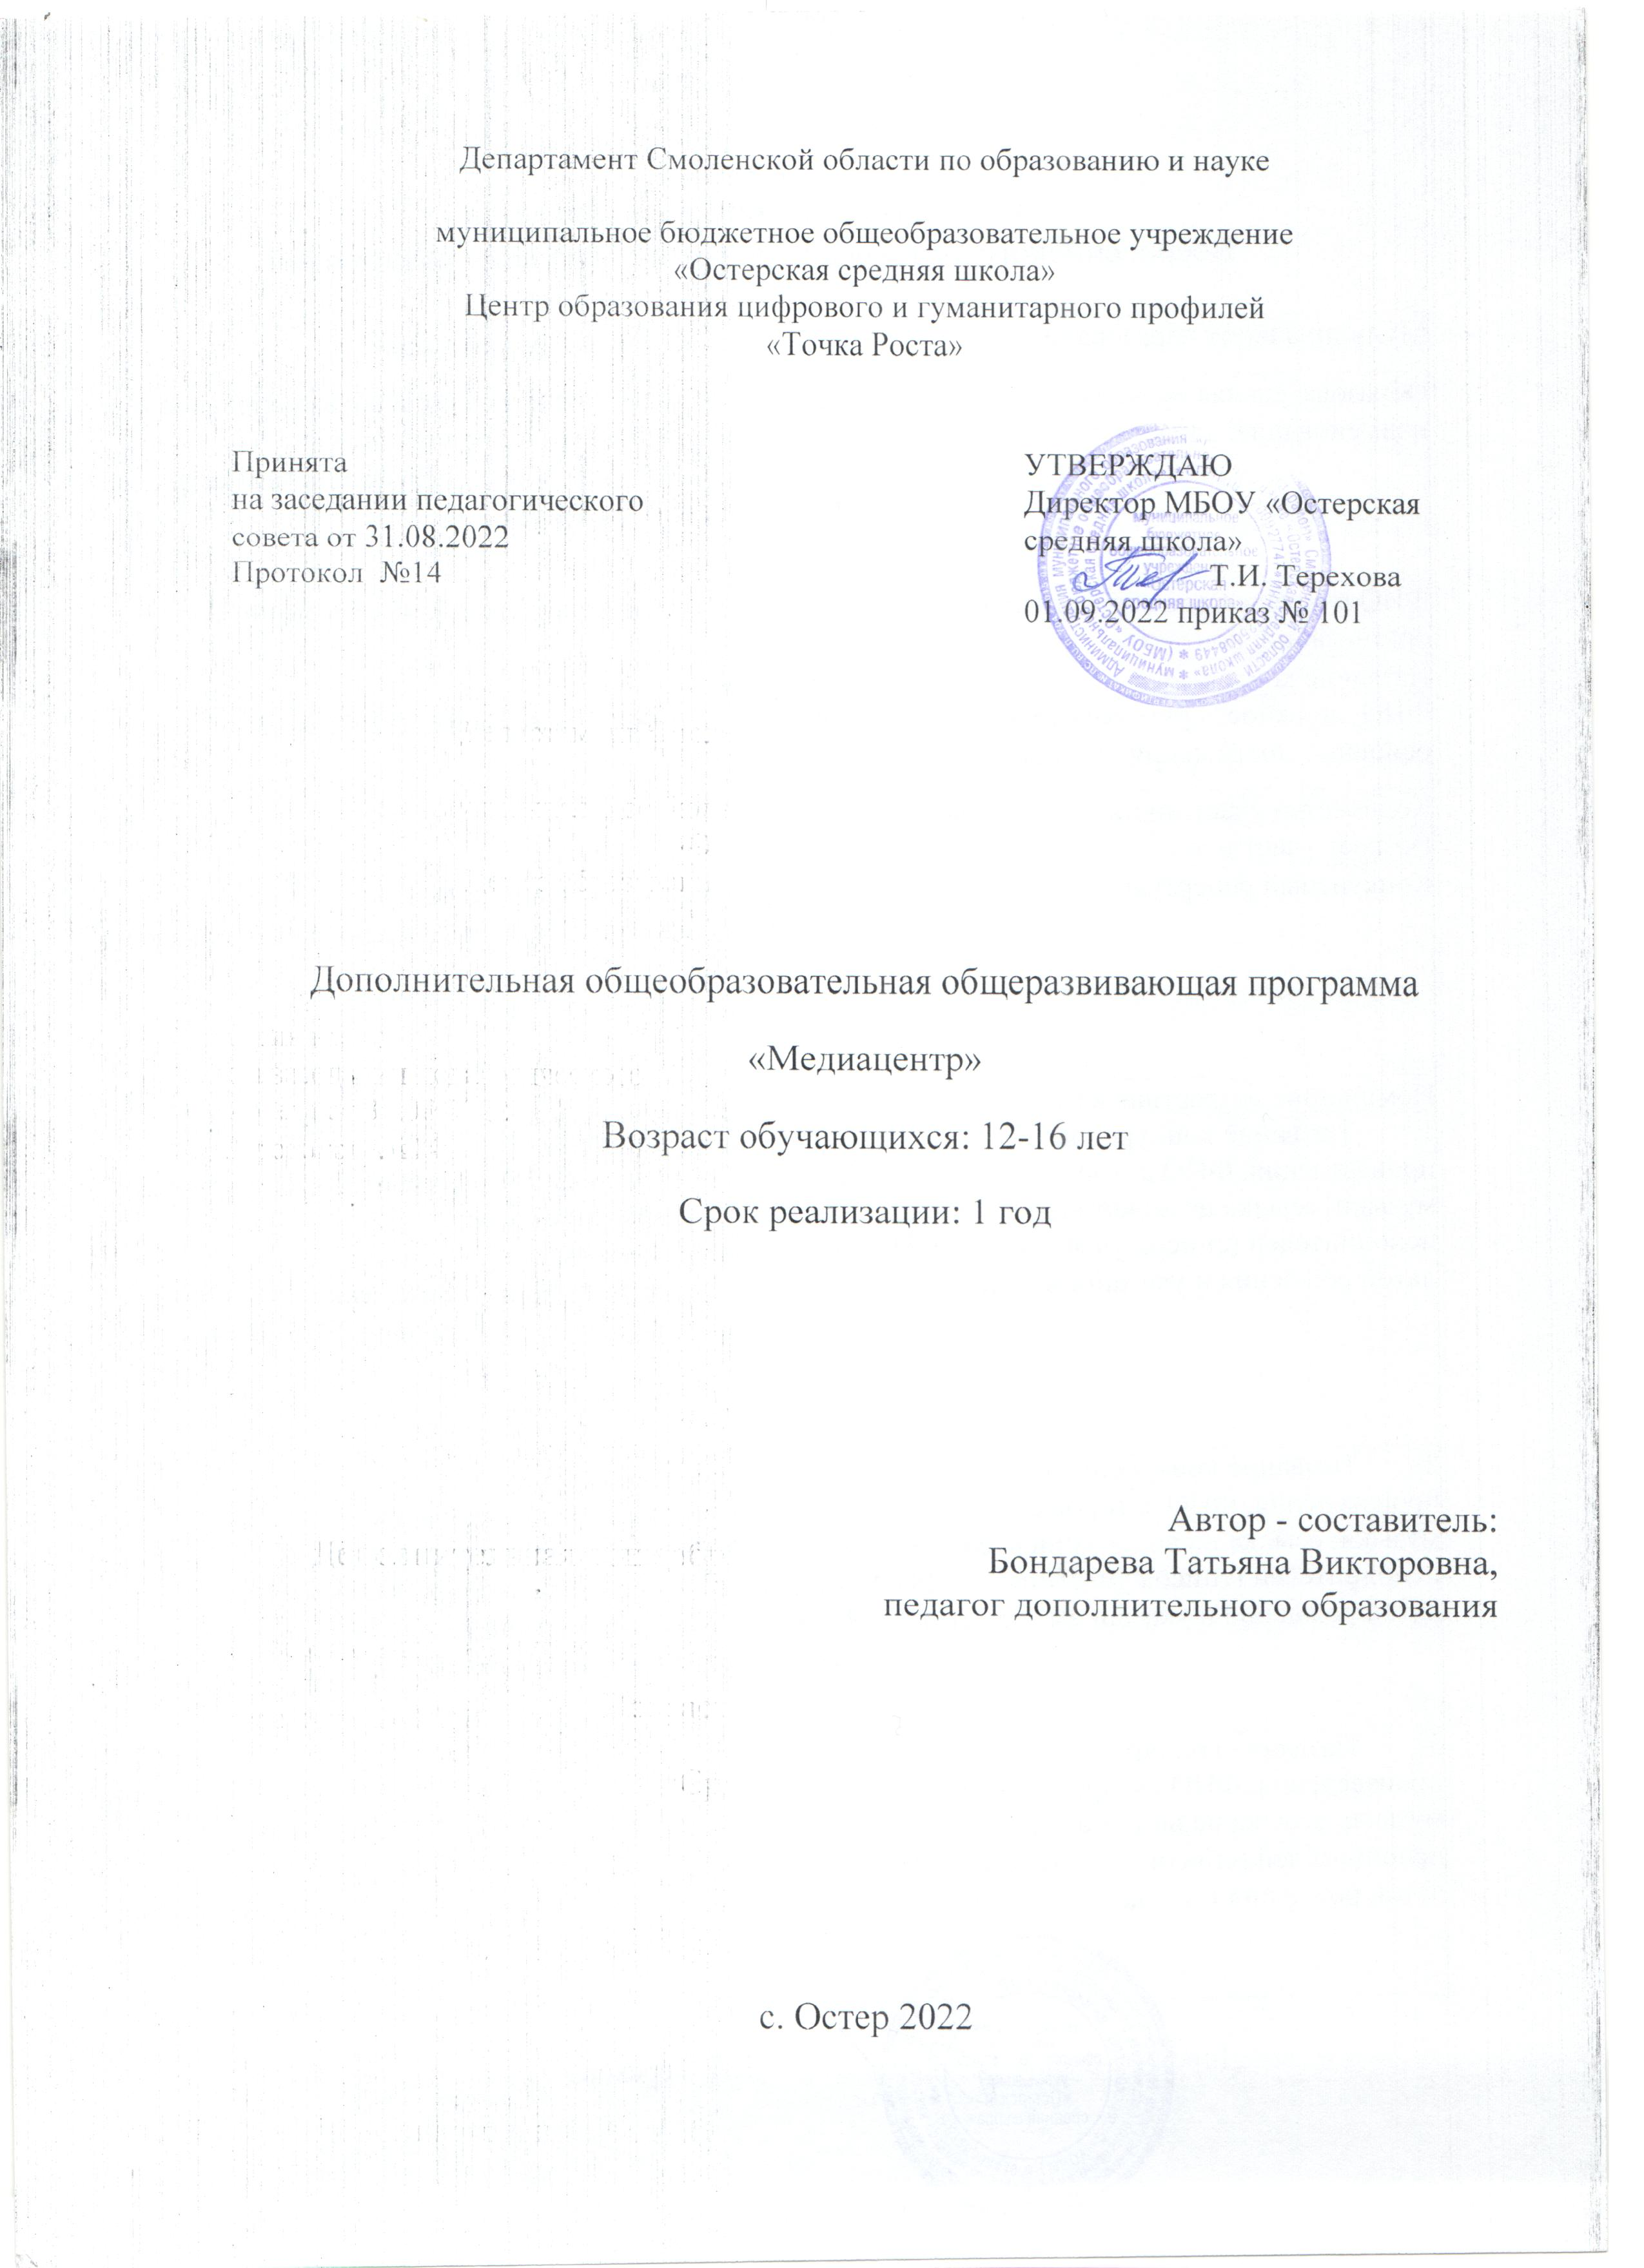 Департамент Смоленской области по образованию и науке
муниципальное бюджетное общеобразовательное учреждение
«Остерская средняя школа»
Центр образования цифрового и гуманитарного профилей
«Точка Роста»
Принята
на заседании педагогического
совета от 31.08.2022
Протокол №14
УТВЕРЖДАЮ
Директор МБОУ «Остерская
средняя школа»
Т.И. Терехова
01.09.2022 приказ № 101
Дополнительная общеобразовательная общеразвивающая программа
«Медиацентр»
Возраст обучающихся: 12-16 лет
Срок реализации: 1 год
Автор - составитель:
Бондарева Татьяна Викторовна,
педагог дополнительного образования
с. Остер 2022